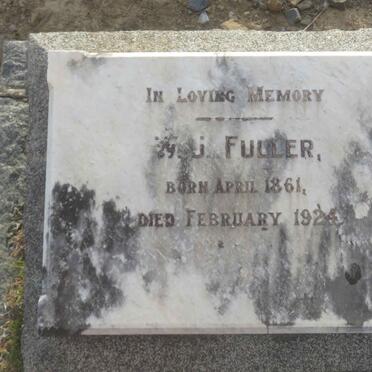 IN LOVING MEMORY
W. J. FULLER,
BORN APRIL 1861,
DIED FEBRUARY 1924